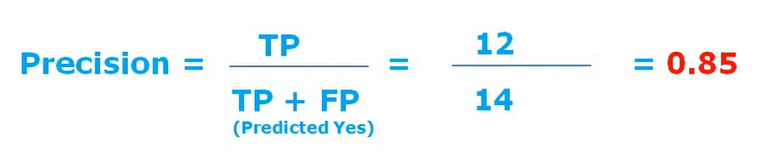 Precision = TP / TP + FP = 12 / 14 = 0.85
(Predicted Yes)